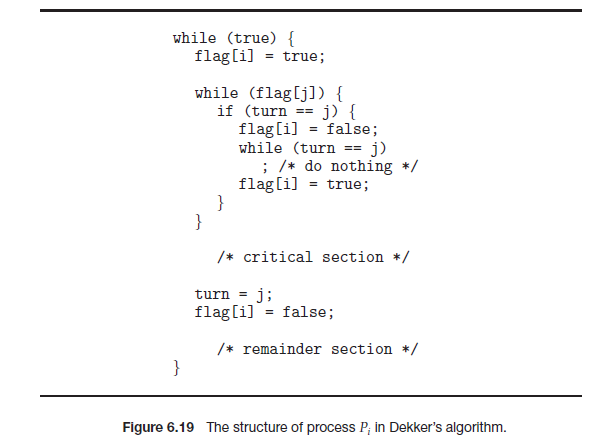 while (true) {
flag[i] = true;
while (flag[j]) {
if (turn == j) {
flag[i] = false;
while (turn == j)
; /* do nothing */
flag[i] = true;
}
}
/* critical section */
turn = j;
flag[i] = false;
/* remainder section */
}
Figure 6.19 The structure of process Pi in Dekker's algorithm.